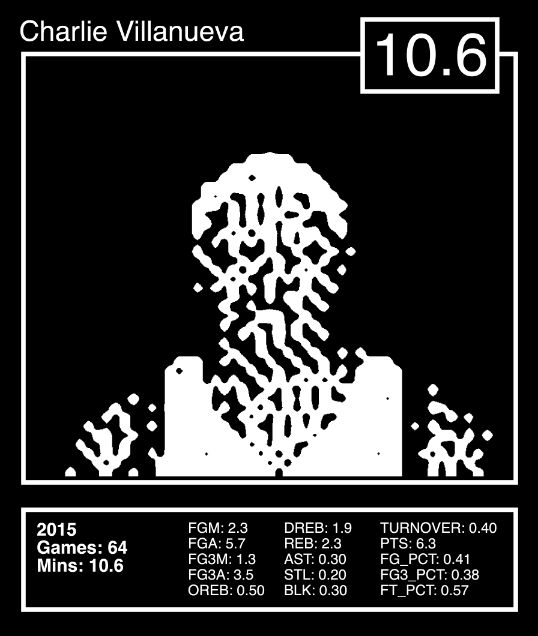 Charlie Villanueva
10.6
2015
Games: 64
Mins: 10.6
FGM: 2.3
FGA: 5.7
FG3M: 1.3
FG3A: 3.5
OREB: 0.50
DREB: 1.9
REB: 2.3
AST: 0.30
STL: 0.20
BLK: 0.30
TURNOVER: 0.40
PTS: 6.3
FG_PCT: 0.41
FG3_PCT: 0.38
FT_PCT: 0.57